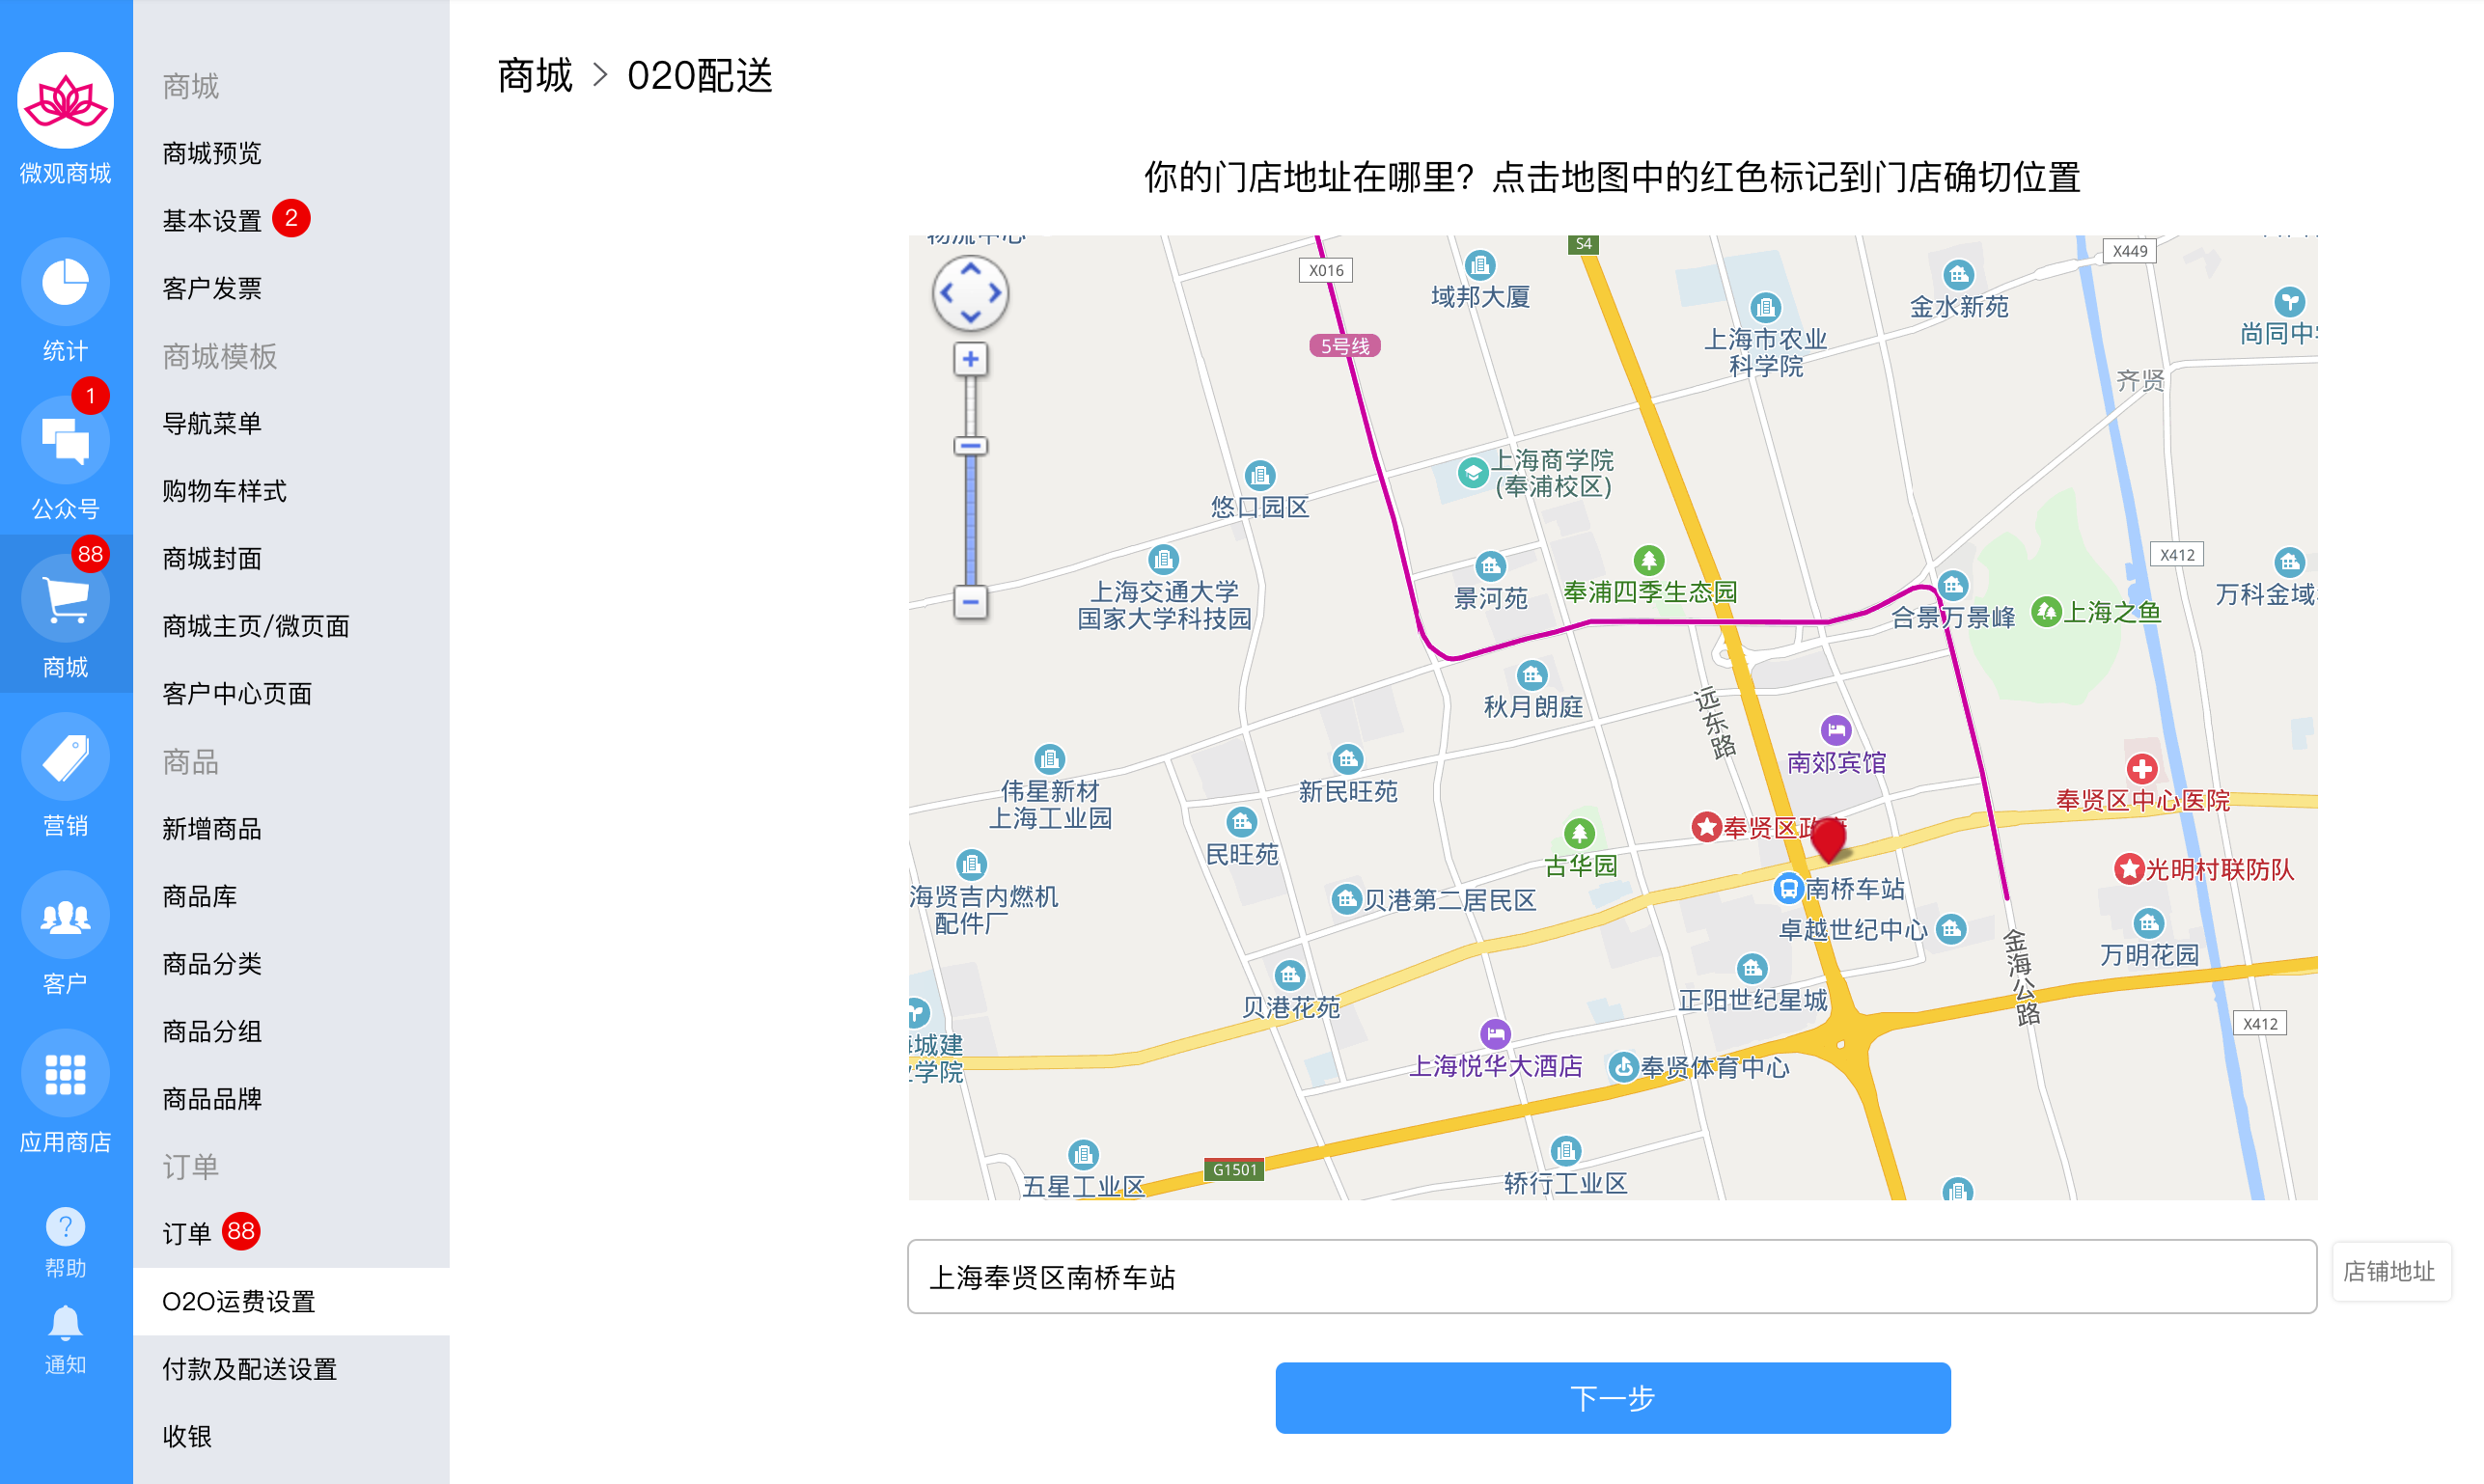 微观商城
统计
1
公众号
88
商城
营销
客户
应用商店
?
帮助
通知
商城
商城预览
基本设置 2
客户发票
商城模板
导航菜单
购物车样式
商城封面
商城主页/微页面
客户中心页面
商品
新增商品
商品库
商品分类
商品分组
商品品牌
订单
订单 88
O2O运费设置
付款及配送设置
收银
商城 > 020配送
你的门店地址在哪里？点击地图中的红色标记到门店确切位置
物流中心
S4
X449
X016
域邦大厦
金水新苑
5号线
上海市农业
科学院
尚同中
齐贤
上海商学院
(奉浦校区)
悠口园区
X412
上海交通大学
国家大学科技园
景河苑
奉浦四季生态园
合景万景峰
上海之鱼
万科金域
秋月朗庭
远东路
南郊宾馆
伟星新材
上海工业园
新民旺苑
奉贤区中心医院
民旺苑
古华园
奉贤区政府
光明村联防队
海贤吉内燃机
配件厂
贝港第二居民区
南桥车站
卓越世纪中心
万明花园
金海公路
贝港花苑
正阳世纪星城
X412
城建
学院
上海悦华大酒店
奉贤体育中心
五星工业区
G1501
轿行工业区
上海奉贤区南桥车站
店铺地址
下一步